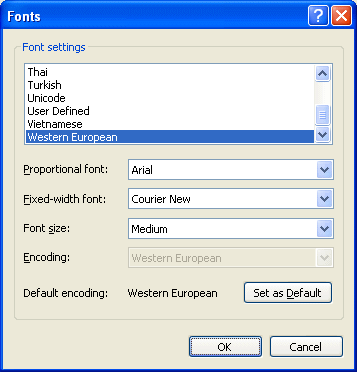 Fonts
Font settings
Thai
Turkish
Unicode
User Defined
Vietnamese
Western European
Proportional font: Arial
Fixed-width font: Courier New
Font size: Medium
Encoding: Western European
Default encoding: Western European Set as Default
OK Cancel